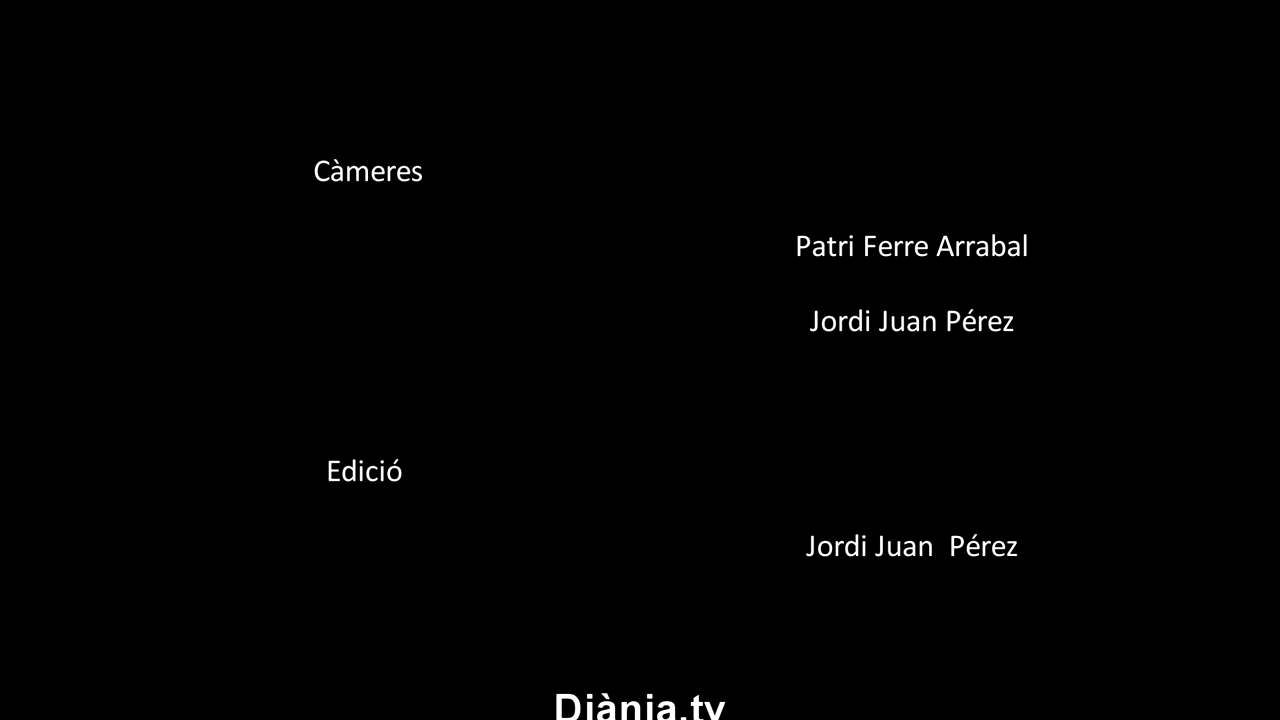 Càmeres
Patri Ferre Arrabal
Jordi Juan Pérez
Edició
Jordi Juan  Pérez
Diània.tv